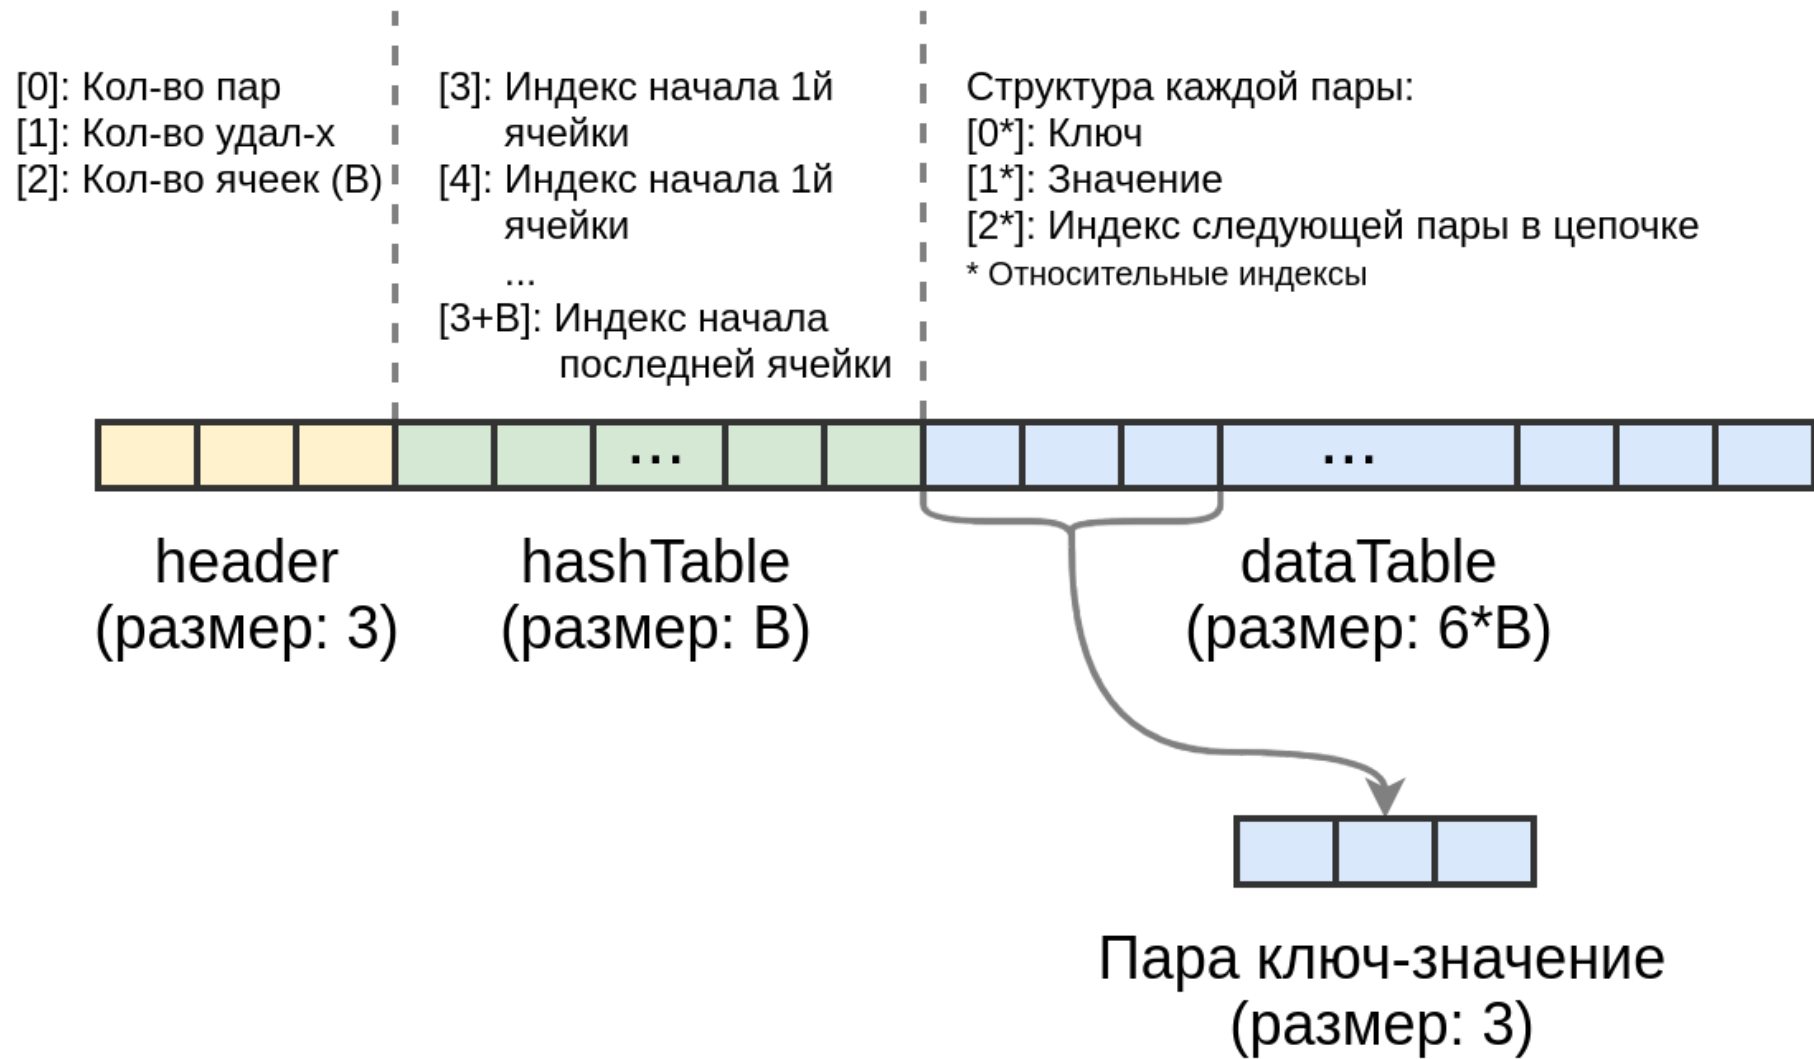 [0]: Кол-во пар
[1]: Кол-во удал-х
[2]: Кол-во ячеек (B)
[3]: Индекс начала 1й
ячейки
[4]: Индекс начала 1й
ячейки
...
[3+B]: Индекс начала
последней ячейки
Структура каждой пары:
[0*]: Ключ
[1*]: Значение
[2*]: Индекс следующей пары в цепочке
* Относительные индексы
...
...
header
(размер: 3)
hashTable
(размер: B)
dataTable
(размер: 6*B)
Пара ключ-значение
(размер: 3)